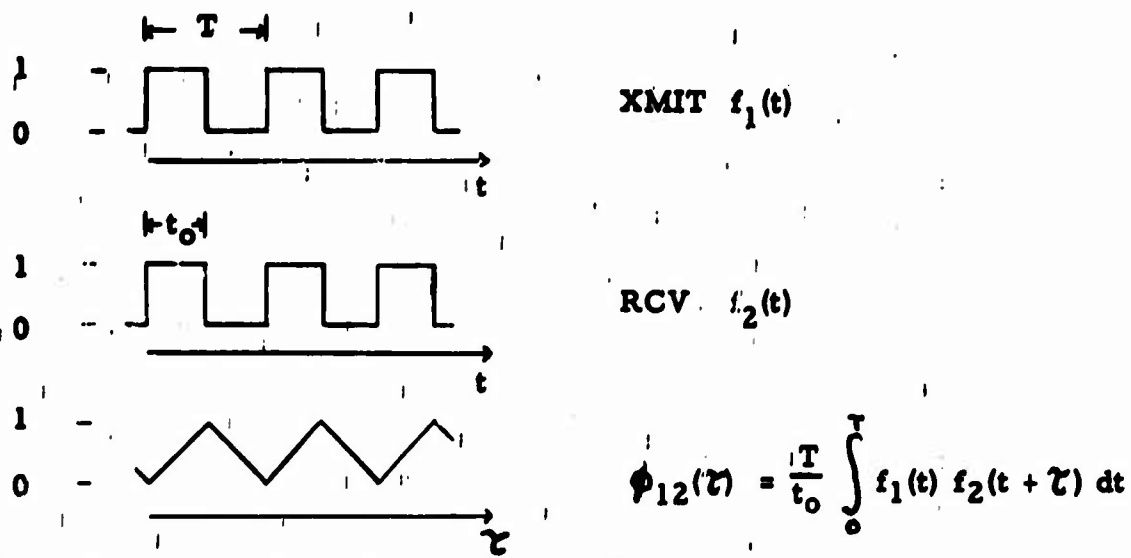 T
1
0
XMIT f₁(t)
t
t₀
1
0
RCV f₂(t)
t
1
0
ϕ₁₂(τ) = T/t₀ ∫₀ᵀ f₁(t) f₂(t + τ) dt
τ